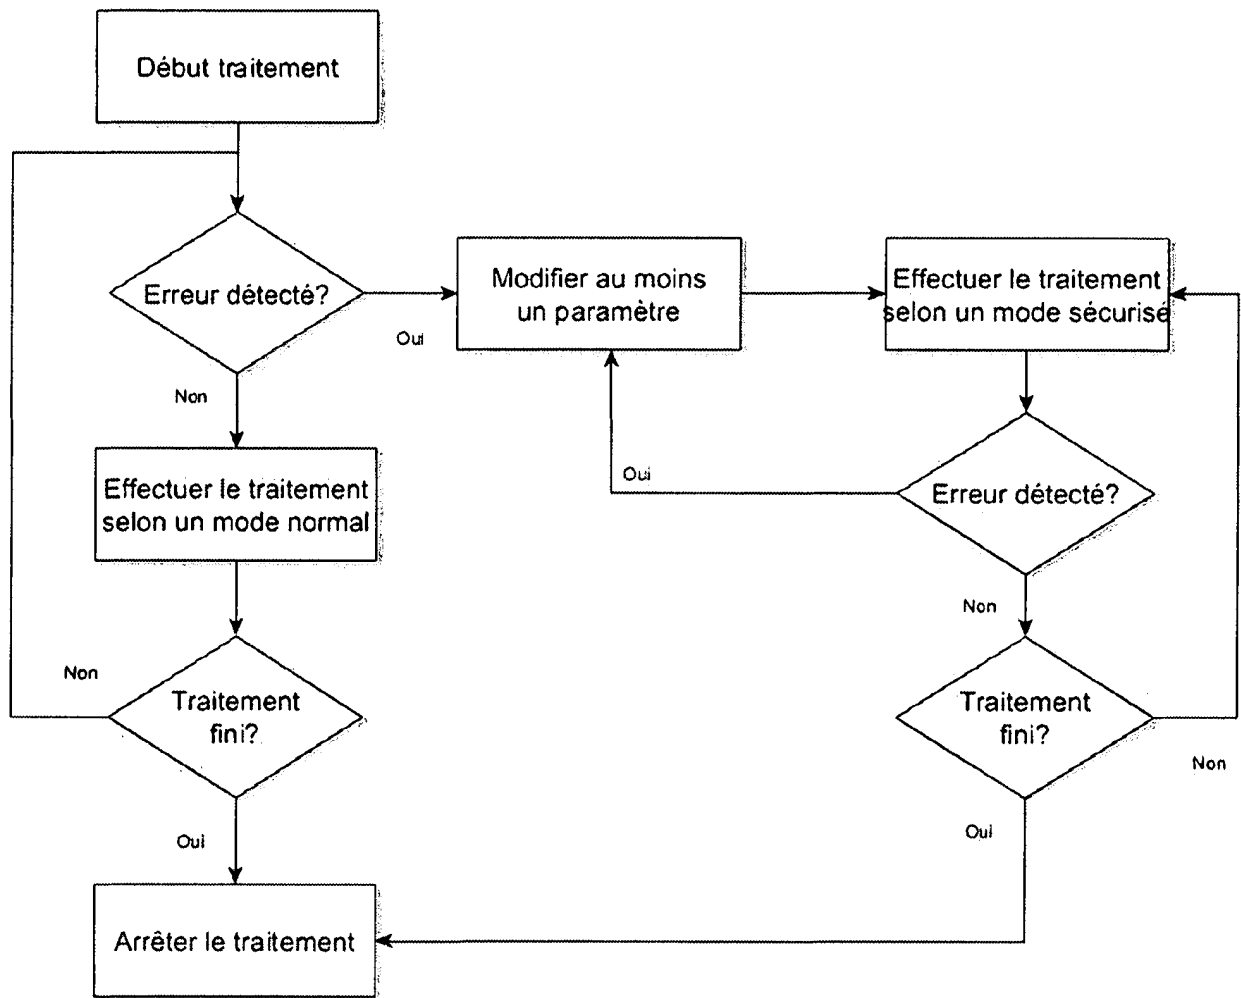 Début traitement
Erreur détecté?
Oui
Modifier au moins
un paramètre
Effectuer le traitement
selon un mode sécurisé
Non
Effectuer le traitement
selon un mode normal
Oui
Erreur détecté?
Non
Non
Traitement
fini?
Traitement
fini?
Non
Oui
Oui
Arrêter le traitement